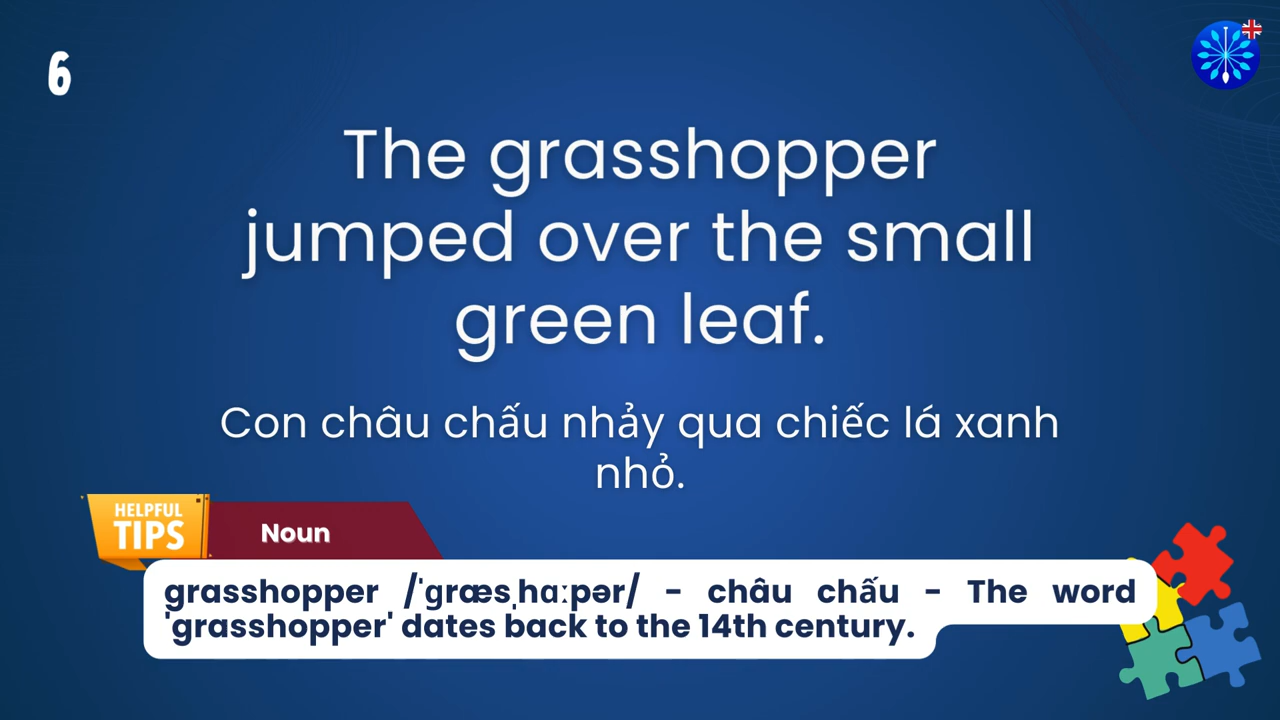 6
The grasshopper
jumped over the small
green leaf.
Con châu chấu nhảy qua chiếc lá xanh
nhỏ.
HELPFUL
TIPS
Noun
grasshopper /ˈɡræsˌhɑːpər/ - châu chấu - The word
'grasshopper' dates back to the 14th century.